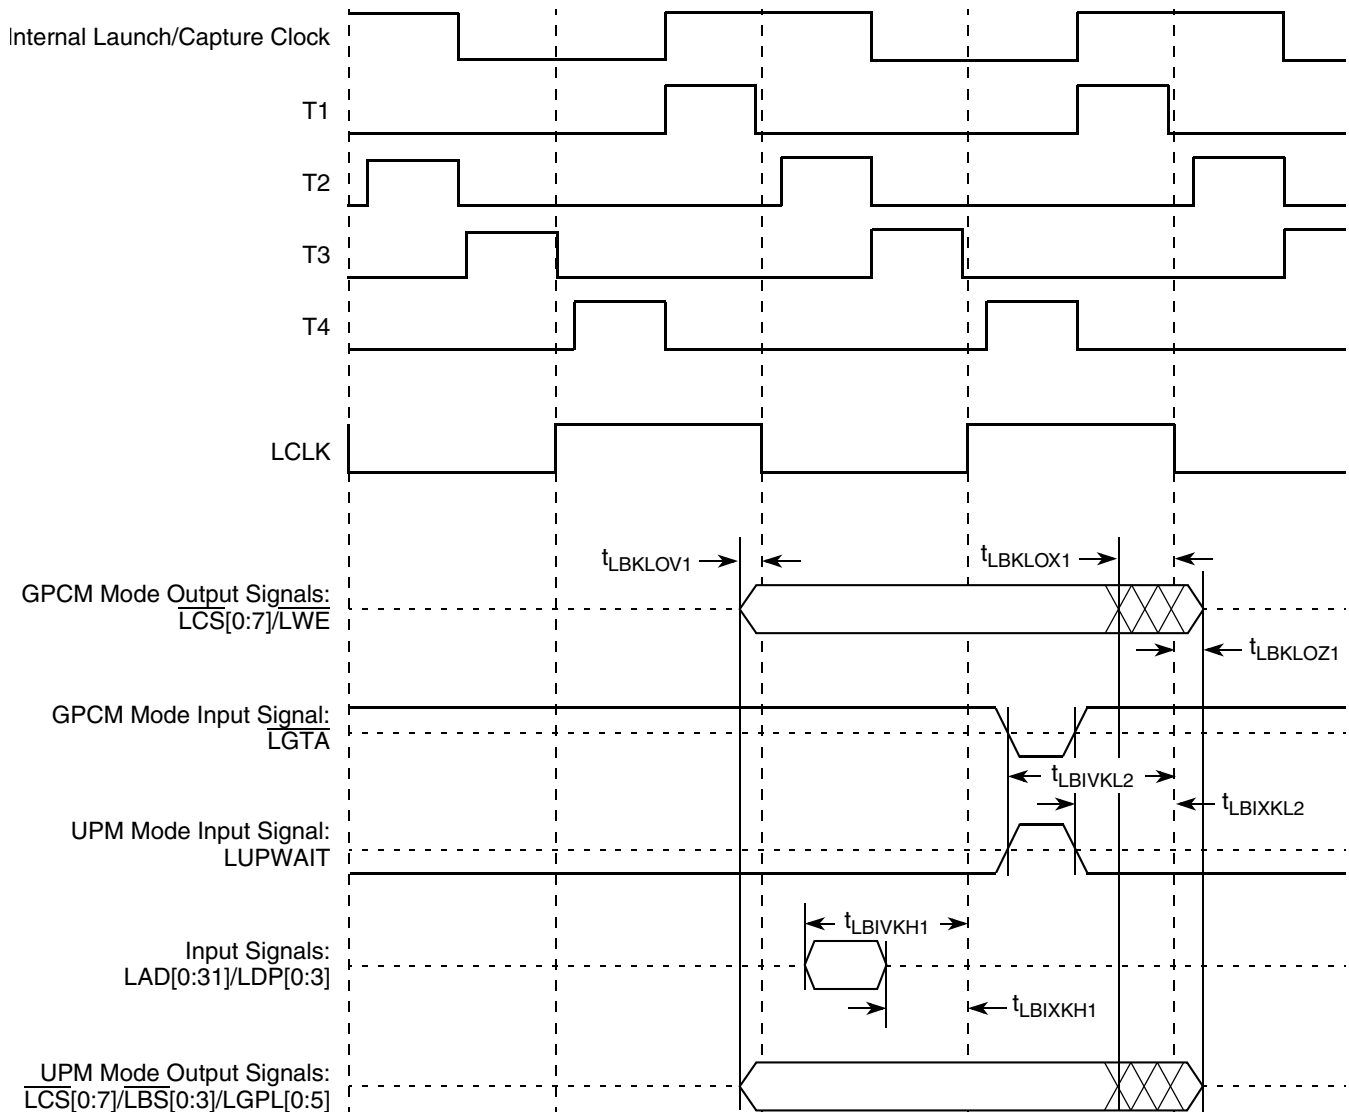 Internal Launch/Capture Clock
T1
T2
T3
T4
LCLK
tLBKLOV1
tLBKLOX1
GPCM Mode Output Signals:
LCS[0:7]/LWE
tLBKLOZ1
GPCM Mode Input Signal:
LGTA
tLBIVKL2
tLBIXKL2
UPM Mode Input Signal:
LUPWAIT
tLBIVKH1
Input Signals:
LAD[0:31]/LDP[0:3]
tLBIXKH1
UPM Mode Output Signals:
LCS[0:7]/LBS[0:3]/LGPL[0:5]